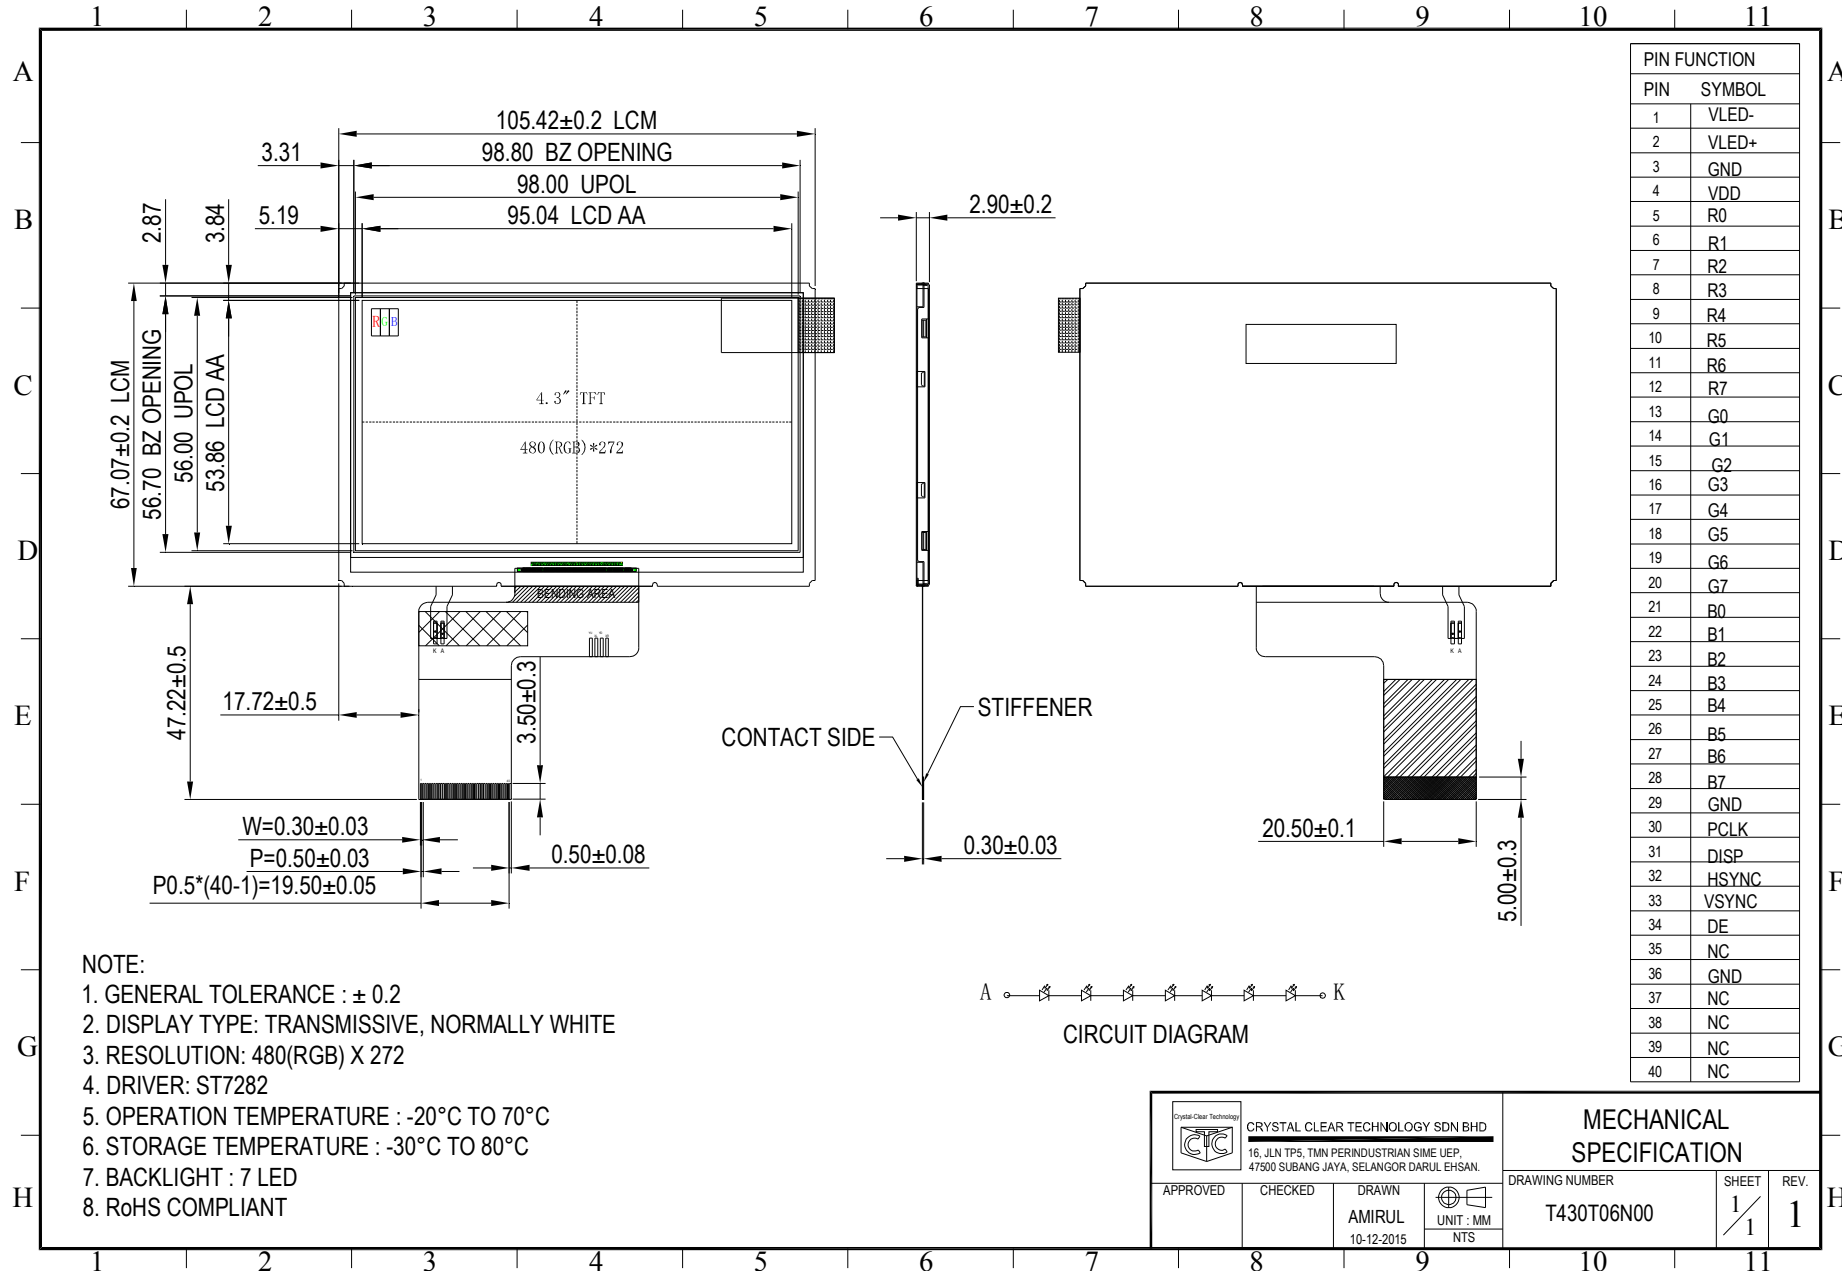 1 2 3 4 5 6 7 8 9 10 11
A
B
C
D
E
F
G
H
A
B
C
D
E
F
G
H
105.42±0.2 LCM
3.31
98.80 BZ OPENING
98.00 UPOL
5.19
95.04 LCD AA
2.87
3.84
67.07±0.2 LCM
56.70 BZ OPENING
56.00 UPOL
53.86 LCD AA
RGB
4.3" TFT
480(RGB)*272
BENDING AREA
K A
47.22±0.5
17.72±0.5
3.50±0.3
W=0.30±0.03
P=0.50±0.03
P0.5*(40-1)=19.50±0.05
0.50±0.08
2.90±0.2
CONTACT SIDE
STIFFENER
0.30±0.03
K A
20.50±0.1
5.00±0.3
PIN FUNCTION
PIN SYMBOL
1 VLED-
2 VLED+
3 GND
4 VDD
5 R0
6 R1
7 R2
8 R3
9 R4
10 R5
11 R6
12 R7
13 G0
14 G1
15 G2
16 G3
17 G4
18 G5
19 G6
20 G7
21 B0
22 B1
23 B2
24 B3
25 B4
26 B5
27 B6
28 B7
29 GND
30 PCLK
31 DISP
32 HSYNC
33 VSYNC
34 DE
35 NC
36 GND
37 NC
38 NC
39 NC
40 NC
NOTE:
1. GENERAL TOLERANCE : ± 0.2
2. DISPLAY TYPE: TRANSMISSIVE, NORMALLY WHITE
3. RESOLUTION: 480(RGB) X 272
4. DRIVER: ST7282
5. OPERATION TEMPERATURE : -20°C TO 70°C
6. STORAGE TEMPERATURE : -30°C TO 80°C
7. BACKLIGHT : 7 LED
8. RoHS COMPLIANT
A K
CIRCUIT DIAGRAM
Crystal-Clear Technology
CTC
CRYSTAL CLEAR TECHNOLOGY SDN BHD
16, JLN TP5, TMN PERINDUSTRIAN SIME UEP,
47500 SUBANG JAYA, SELANGOR DARUL EHSAN.
MECHANICAL
SPECIFICATION
APPROVED
CHECKED
DRAWN
AMIRUL
10-12-2015
UNIT : MM
NTS
DRAWING NUMBER
T430T06N00
SHEET
1/1
REV.
1
1 2 3 4 5 6 7 8 9 10 11